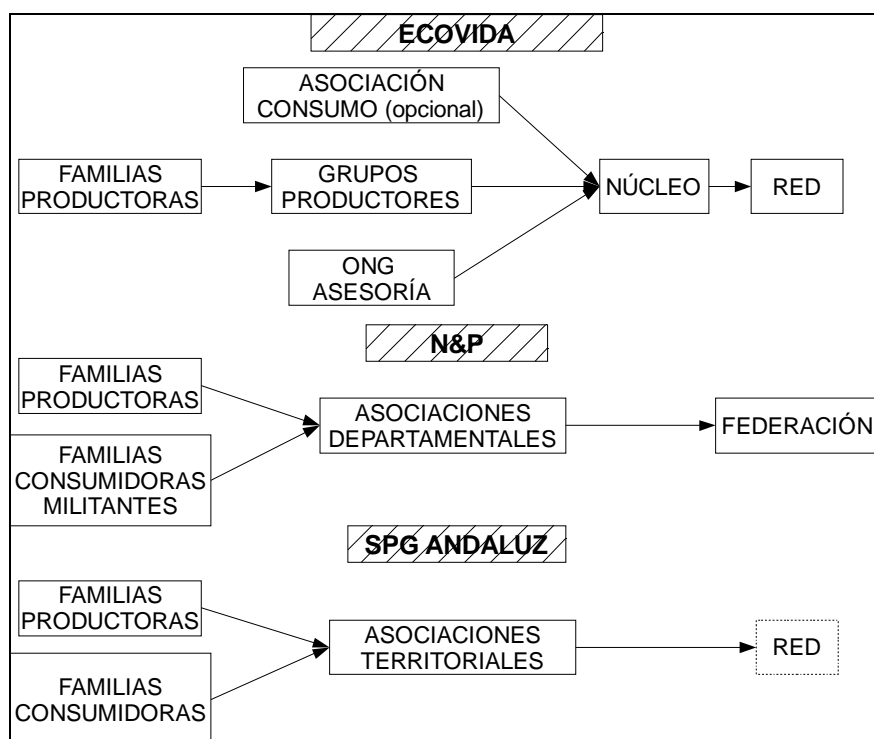 ECOVIDA
ASOCIACIÓN
CONSUMO (opcional)
FAMILIAS
PRODUCTORAS
GRUPOS
PRODUCTORES
NÚCLEO
RED
ONG
ASESORÍA
N&P
FAMILIAS
PRODUCTORAS
ASOCIACIONES
DEPARTAMENTALES
FEDERACIÓN
FAMILIAS
CONSUMIDORAS
MILITANTES
SPG ANDALUZ
FAMILIAS
PRODUCTORAS
ASOCIACIONES
TERRITORIALES
RED
FAMILIAS
CONSUMIDORAS